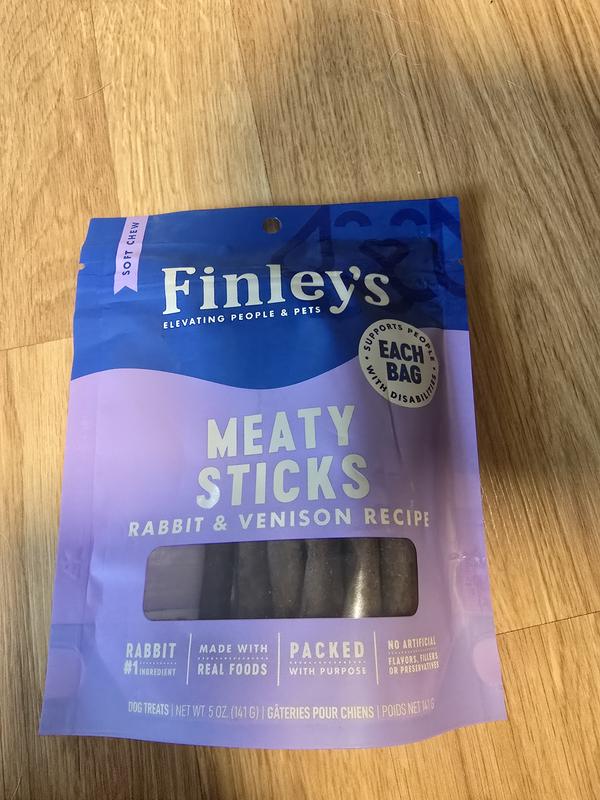 SOFT CHEW
Finley's
ELEVATING PEOPLE & PETS
• SUPPORTS PEOPLE •
EACH
BAG
WITH DISABILITIES
MEATY
STICKS
RABBIT & VENISON RECIPE
RABBIT
#1 INGREDIENT
MADE WITH
REAL FOODS
PACKED
WITH PURPOSE
NO ARTIFICIAL
FLAVORS, FILLERS
OR PRESERVATIVES
DOG TREATS | NET WT. 5 OZ. (141 G) | GÂTERIES POUR CHIENS | POIDS NET 141 G